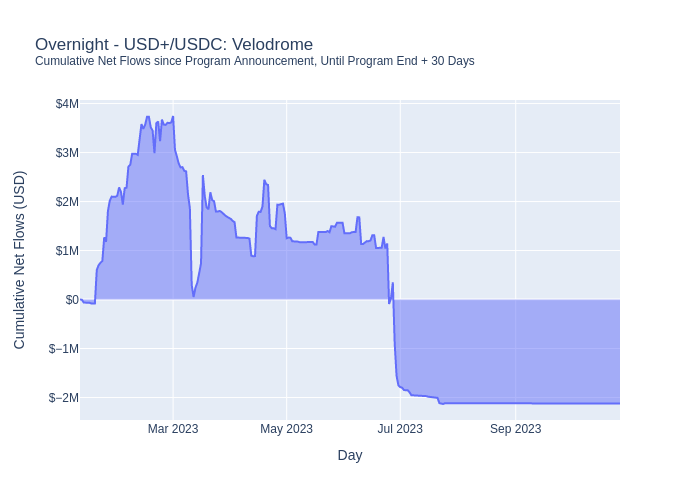 Overnight - USD+/USDC: Velodrome
Cumulative Net Flows since Program Announcement, Until Program End + 30 Days
Cumulative Net Flows (USD)
$4M
$3M
$2M
$1M
$0
$−1M
$−2M
Mar 2023
May 2023
Jul 2023
Sep 2023
Day